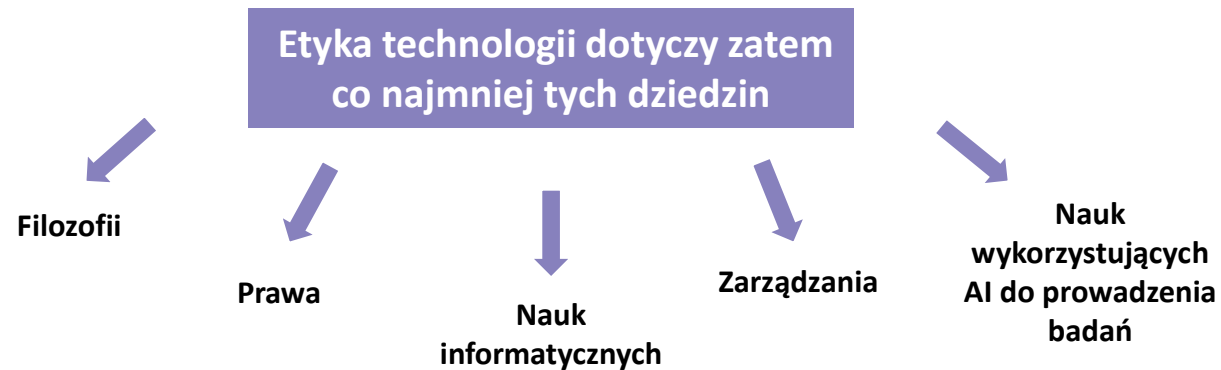 Etyka technologii dotyczy zatem
co najmniej tych dziedzin
Filozofii
Prawa
Nauk
informatycznych
Zarządzania
Nauk
wykorzystujących
AI do prowadzenia
badań